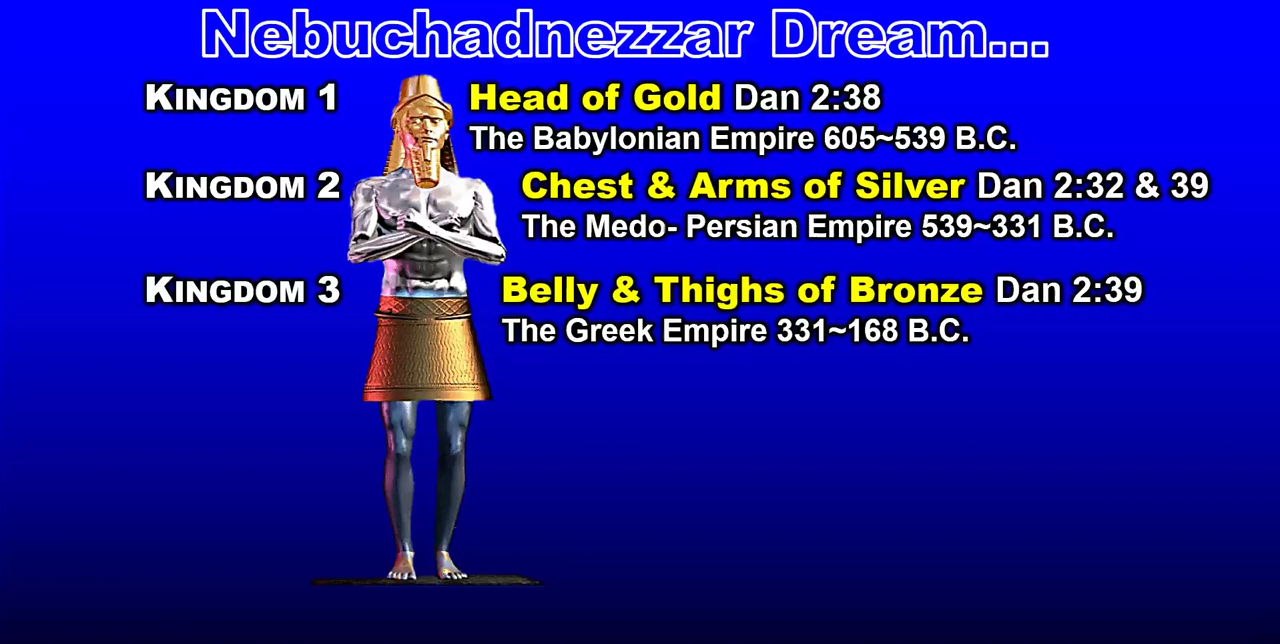 Nebuchadnezzar Dream...
KINGDOM 1 Head of Gold Dan 2:38
The Babylonian Empire 605~539 B.C.
KINGDOM 2 Chest & Arms of Silver Dan 2:32 & 39
The Medo- Persian Empire 539~331 B.C.
KINGDOM 3 Belly & Thighs of Bronze Dan 2:39
The Greek Empire 331~168 B.C.